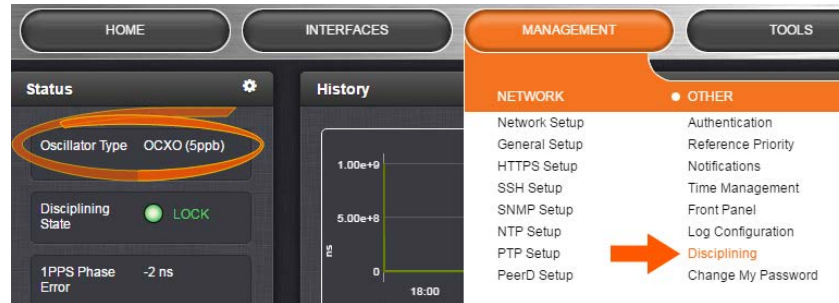 HOME
INTERFACES
MANAGEMENT
TOOLS
Status
Oscillator Type OCXO (5ppb)
Disciplining
State
LOCK
1PPS Phase
Error
-2 ns
History
1.00e+9
5.00e+8
0
ns
18:00
NETWORK
Network Setup
General Setup
HTTPS Setup
SSH Setup
SNMP Setup
NTP Setup
PTP Setup
PeerD Setup
OTHER
Authentication
Reference Priority
Notifications
Time Management
Front Panel
Log Configuration
Disciplining
Change My Password